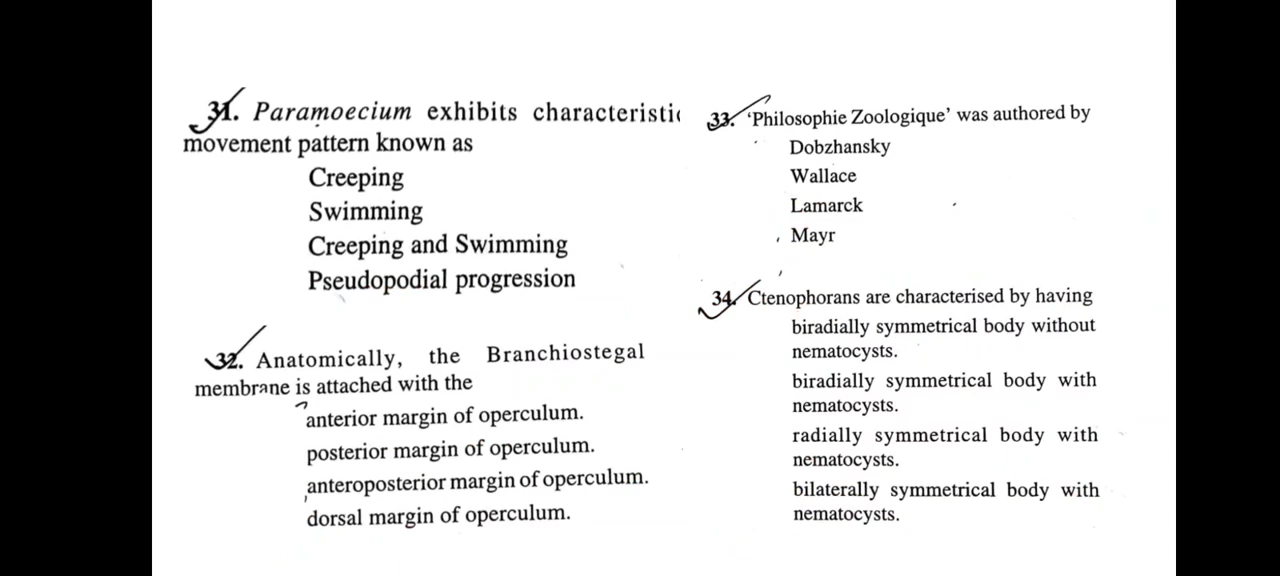 31. Paramoecium exhibits characteristic
movement pattern known as
Creeping
Swimming
Creeping and Swimming
Pseudopodial progression
32. Anatomically, the Branchiostegal
membrane is attached with the
anterior margin of operculum.
posterior margin of operculum.
anteroposterior margin of operculum.
dorsal margin of operculum.
33. ‘Philosophie Zoologique’ was authored by
Dobzhansky
Wallace
Lamarck
Mayr
34. Ctenophorans are characterised by having
biradially symmetrical body without
nematocysts.
biradially symmetrical body with
nematocysts.
radially symmetrical body with
nematocysts.
bilaterally symmetrical body with
nematocysts.